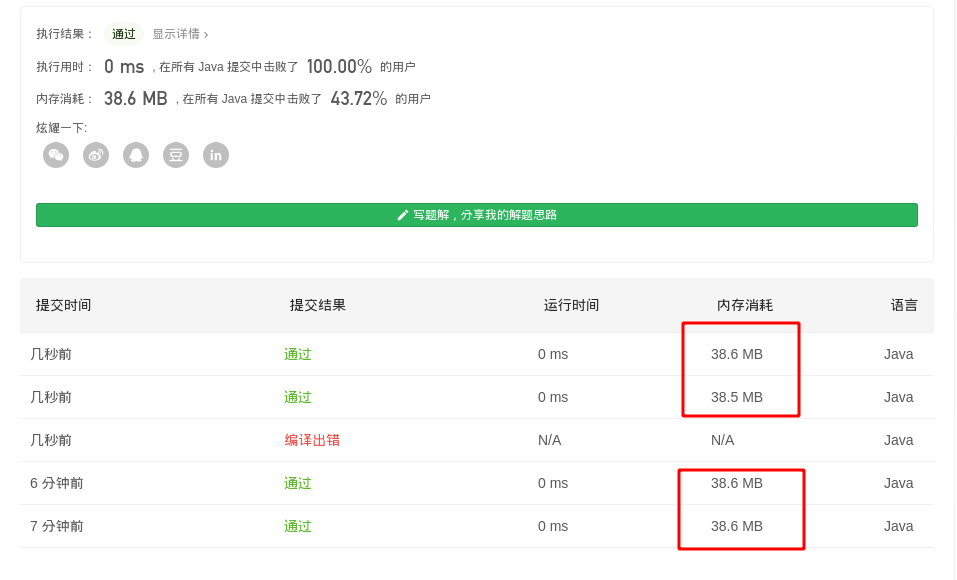 执行结果： 通过 显示详情 ›
执行用时： 0 ms , 在所有 Java 提交中击败了 100.00% 的用户
内存消耗： 38.6 MB , 在所有 Java 提交中击败了 43.72% 的用户
炫耀一下:
豆 in
写题解，分享我的解题思路
提交时间 提交结果 运行时间 内存消耗 语言
几秒前 通过 0 ms 38.6 MB Java
几秒前 通过 0 ms 38.5 MB Java
几秒前 编译出错 N/A N/A Java
6 分钟前 通过 0 ms 38.6 MB Java
7 分钟前 通过 0 ms 38.6 MB Java